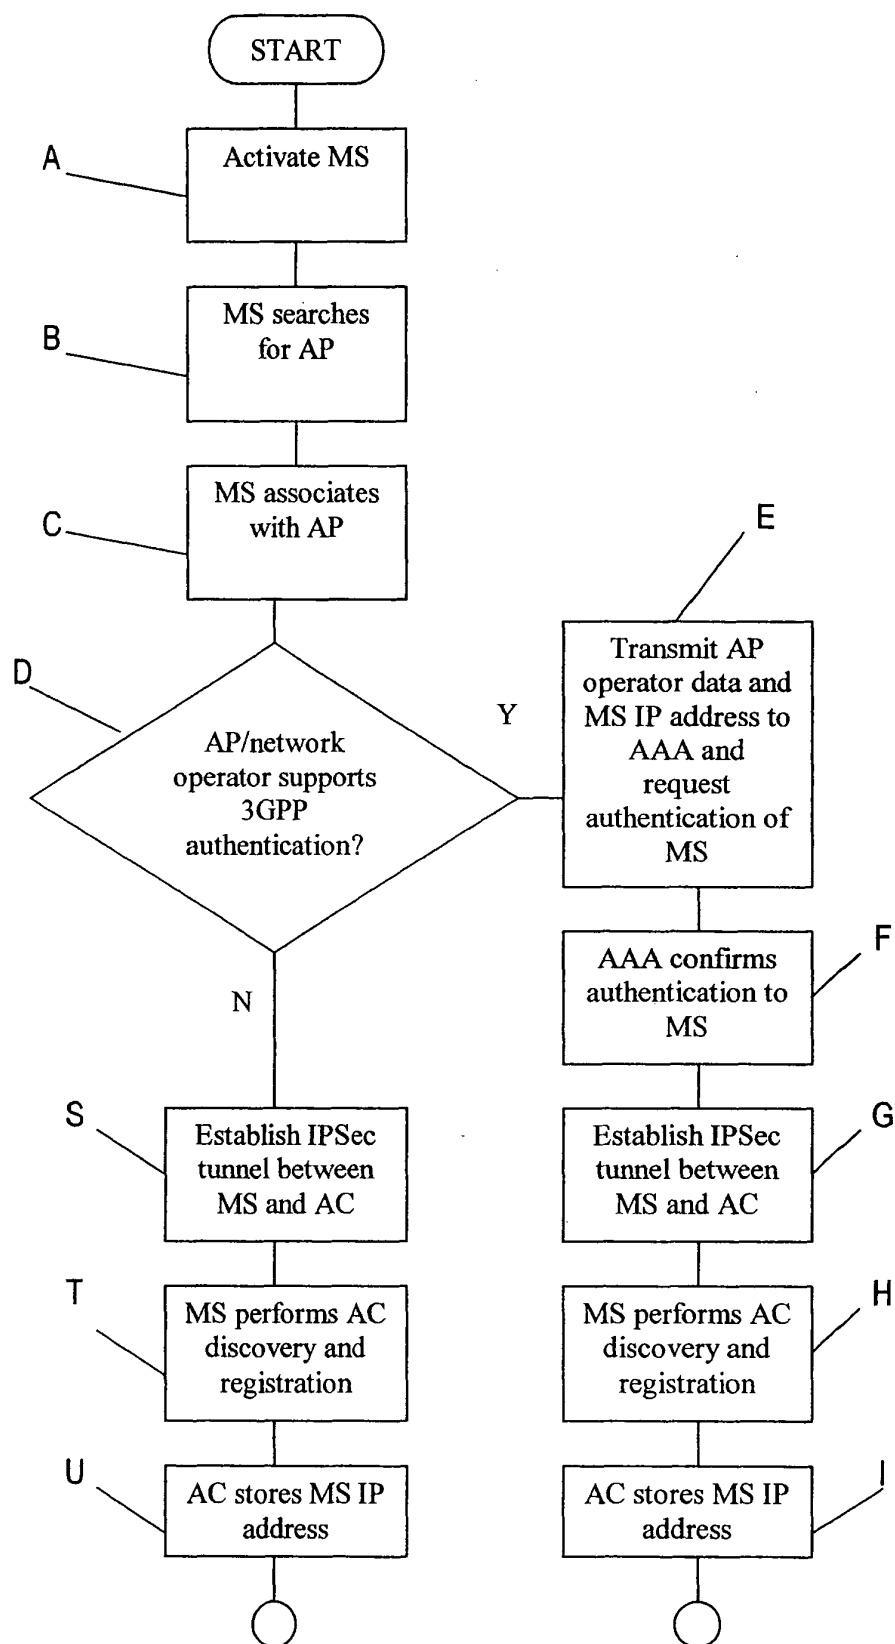 START
A
Activate MS
B
MS searches
for AP
C
MS associates
with AP
D
AP/network
operator supports
3GPP
authentication?
Y
N
E
Transmit AP
operator data and
MS IP address to
AAA and
request
authentication of
MS
F
AAA confirms
authentication to
MS
S
Establish IPSec
tunnel between
MS and AC
G
Establish IPSec
tunnel between
MS and AC
T
MS performs AC
discovery and
registration
H
MS performs AC
discovery and
registration
U
AC stores MS IP
address
I
AC stores MS IP
address